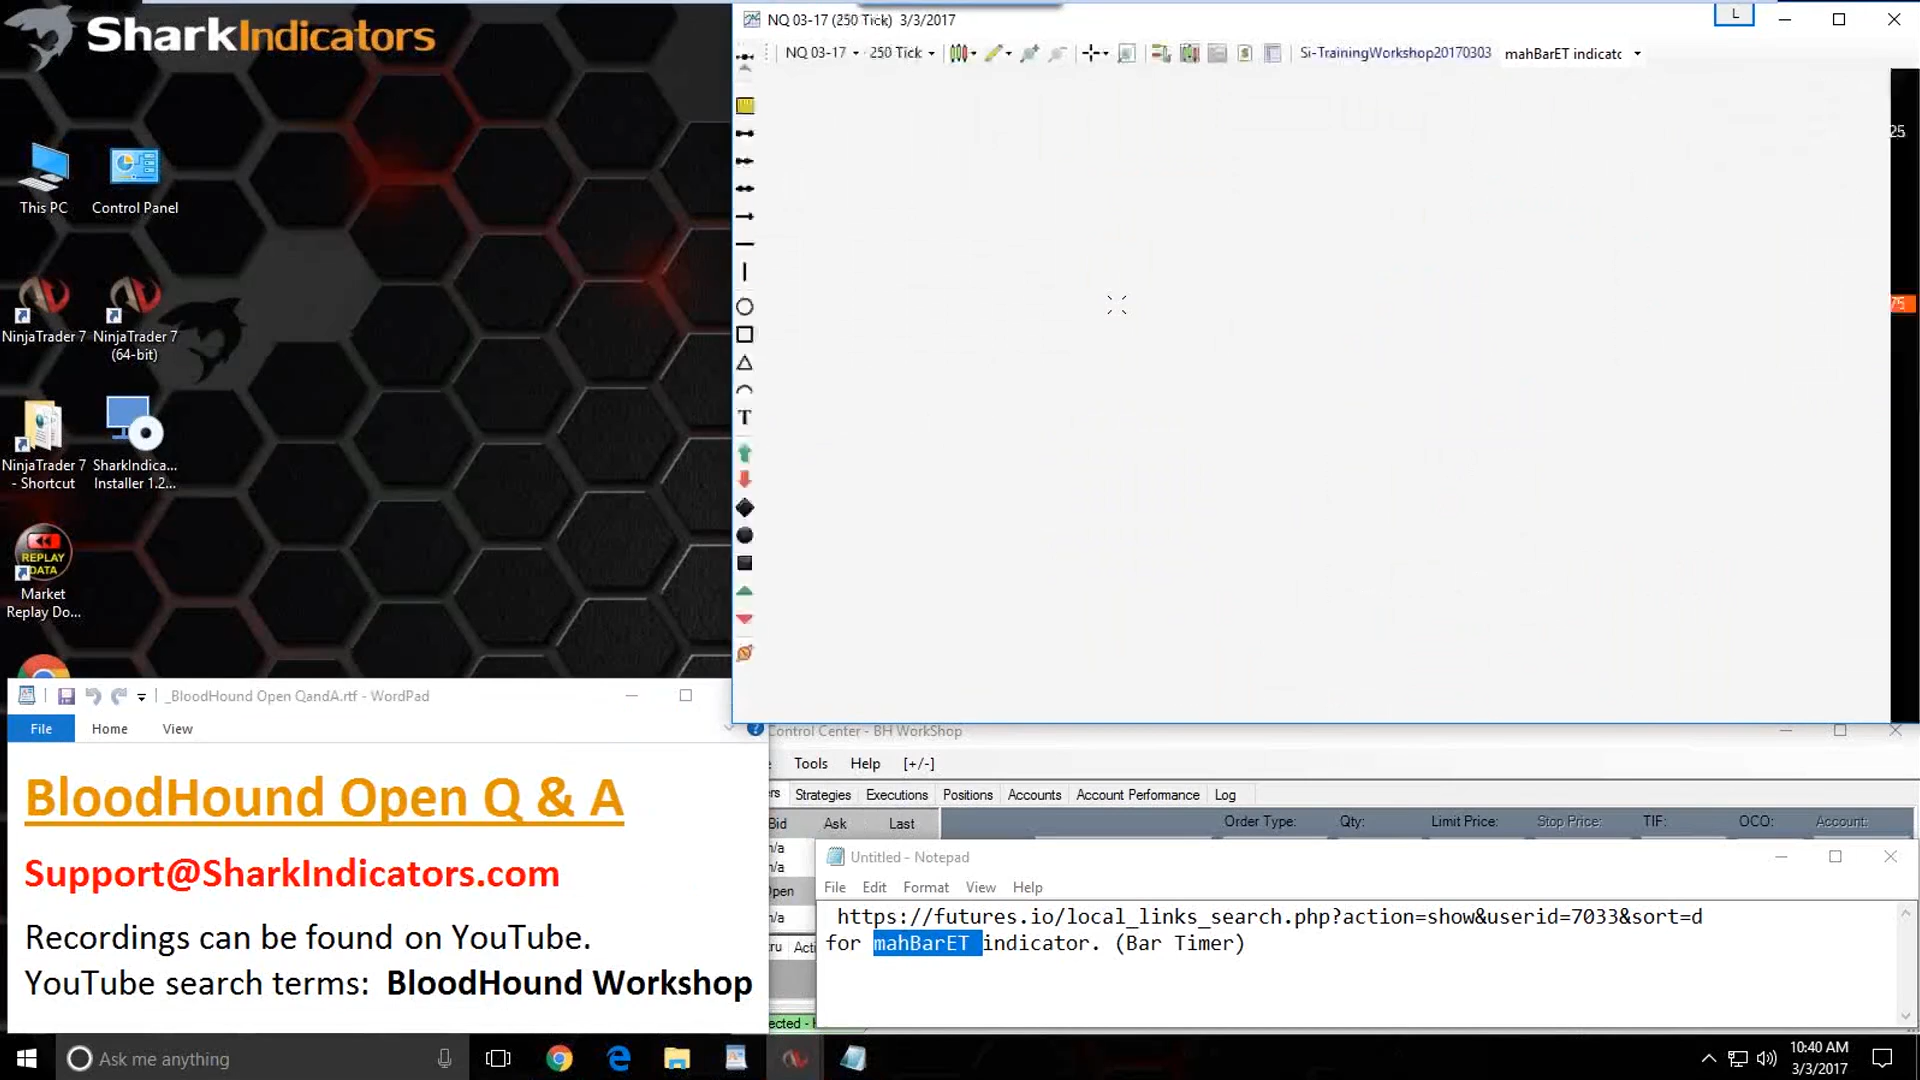 SharkIndicators
This PC
Control Panel
NinjaTrader 7
NinjaTrader 7
(64-bit)
NinjaTrader 7
- Shortcut
SharkIndica...
Installer 1.2...
REPLAY
DATA
Market
Replay Do...
NQ 03-17 (250 Tick)  3/3/2017
L
NQ 03-17
250 Tick
Si-TrainingWorkshop20170303
mahBarET indicatc
25
75
T
_BloodHound Open QandA.rtf - WordPad
File
Home
View
BloodHound Open Q & A
Support@SharkIndicators.com
Recordings can be found on YouTube.
YouTube search terms:  BloodHound Workshop
Control Center - BH WorkShop
Tools
Help
[+/-]
rs
Strategies
Executions
Positions
Accounts
Account Performance
Log
Bid
Ask
Last
Order Type:
Qty:
Limit Price:
Stop Price:
TIF:
OCO:
Account:
n/a
n/a
Open
n/a
tru
Acti
ected - H
Untitled - Notepad
File
Edit
Format
View
Help
https://futures.io/local_links_search.php?action=show&userid=7033&sort=d
for mahBarET indicator. (Bar Timer)
Ask me anything
10:40 AM
3/3/2017